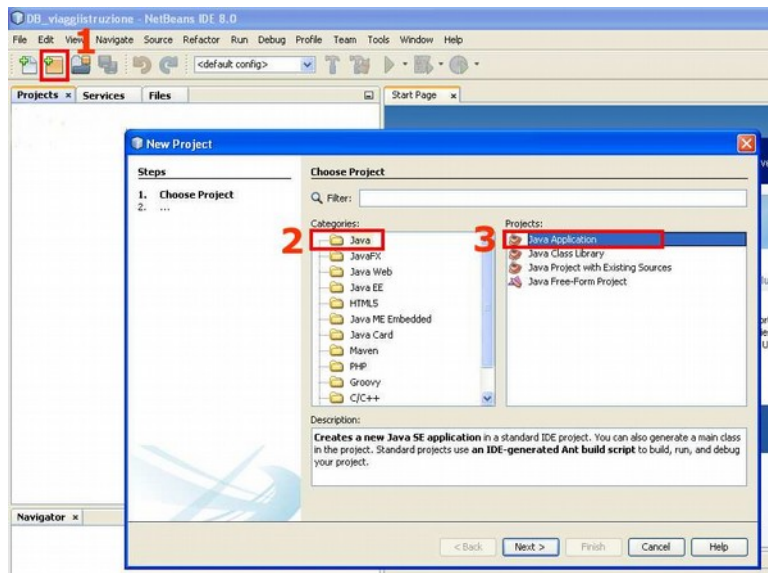 DB_viaggiistruzione - NetBeans IDE 8.0
File Edit View Navigate Source Refactor Run Debug Profile Team Tools Window Help
1
<default config>
Projects x Services Files
Start Page x
New Project
Steps
1. Choose Project
2. ...
Choose Project
Filter:
Categories:
2
Java
JavaFX
Java Web
Java EE
HTML5
Java ME Embedded
Java Card
Maven
PHP
Groovy
C/C++
Projects:
3
Java Application
Java Class Library
Java Project with Existing Sources
Java Free-Form Project
Description:
Creates a new Java SE application in a standard IDE project. You can also generate a main class
in the project. Standard projects use an IDE-generated Ant build script to build, run, and debug
your project.
Navigator x
< Back Next > Finish Cancel Help